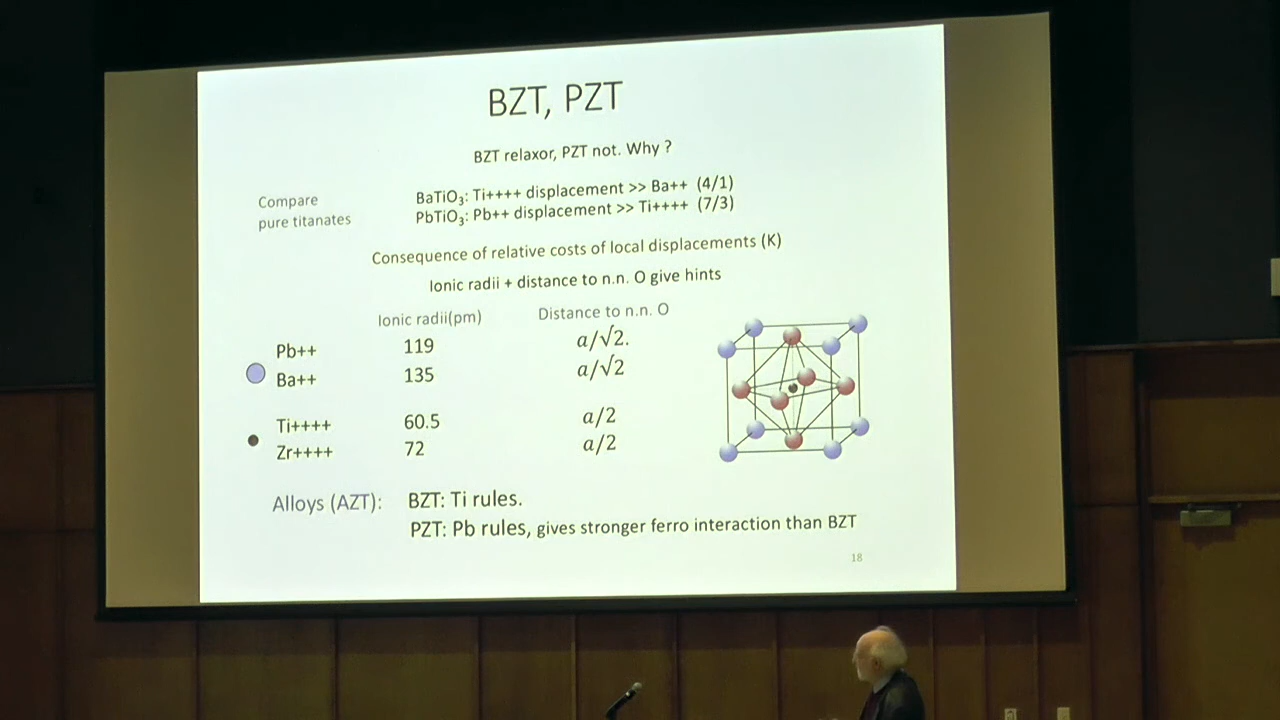 BZT, PZT
BZT relaxor, PZT not. Why ?
Compare
pure titanates
BaTiO₃: Ti++++ displacement >> Ba++ (4/1)
PbTiO₃: Pb++ displacement >> Ti++++ (7/3)
Consequence of relative costs of local displacements (K)
Ionic radii + distance to n.n. O give hints
Ionic radii(pm) Distance to n.n. O
Pb++ 119 a/√2.
Ba++ 135 a/√2
Ti++++ 60.5 a/2
Zr++++ 72 a/2
Alloys (AZT): BZT: Ti rules.
PZT: Pb rules, gives stronger ferro interaction than BZT
18